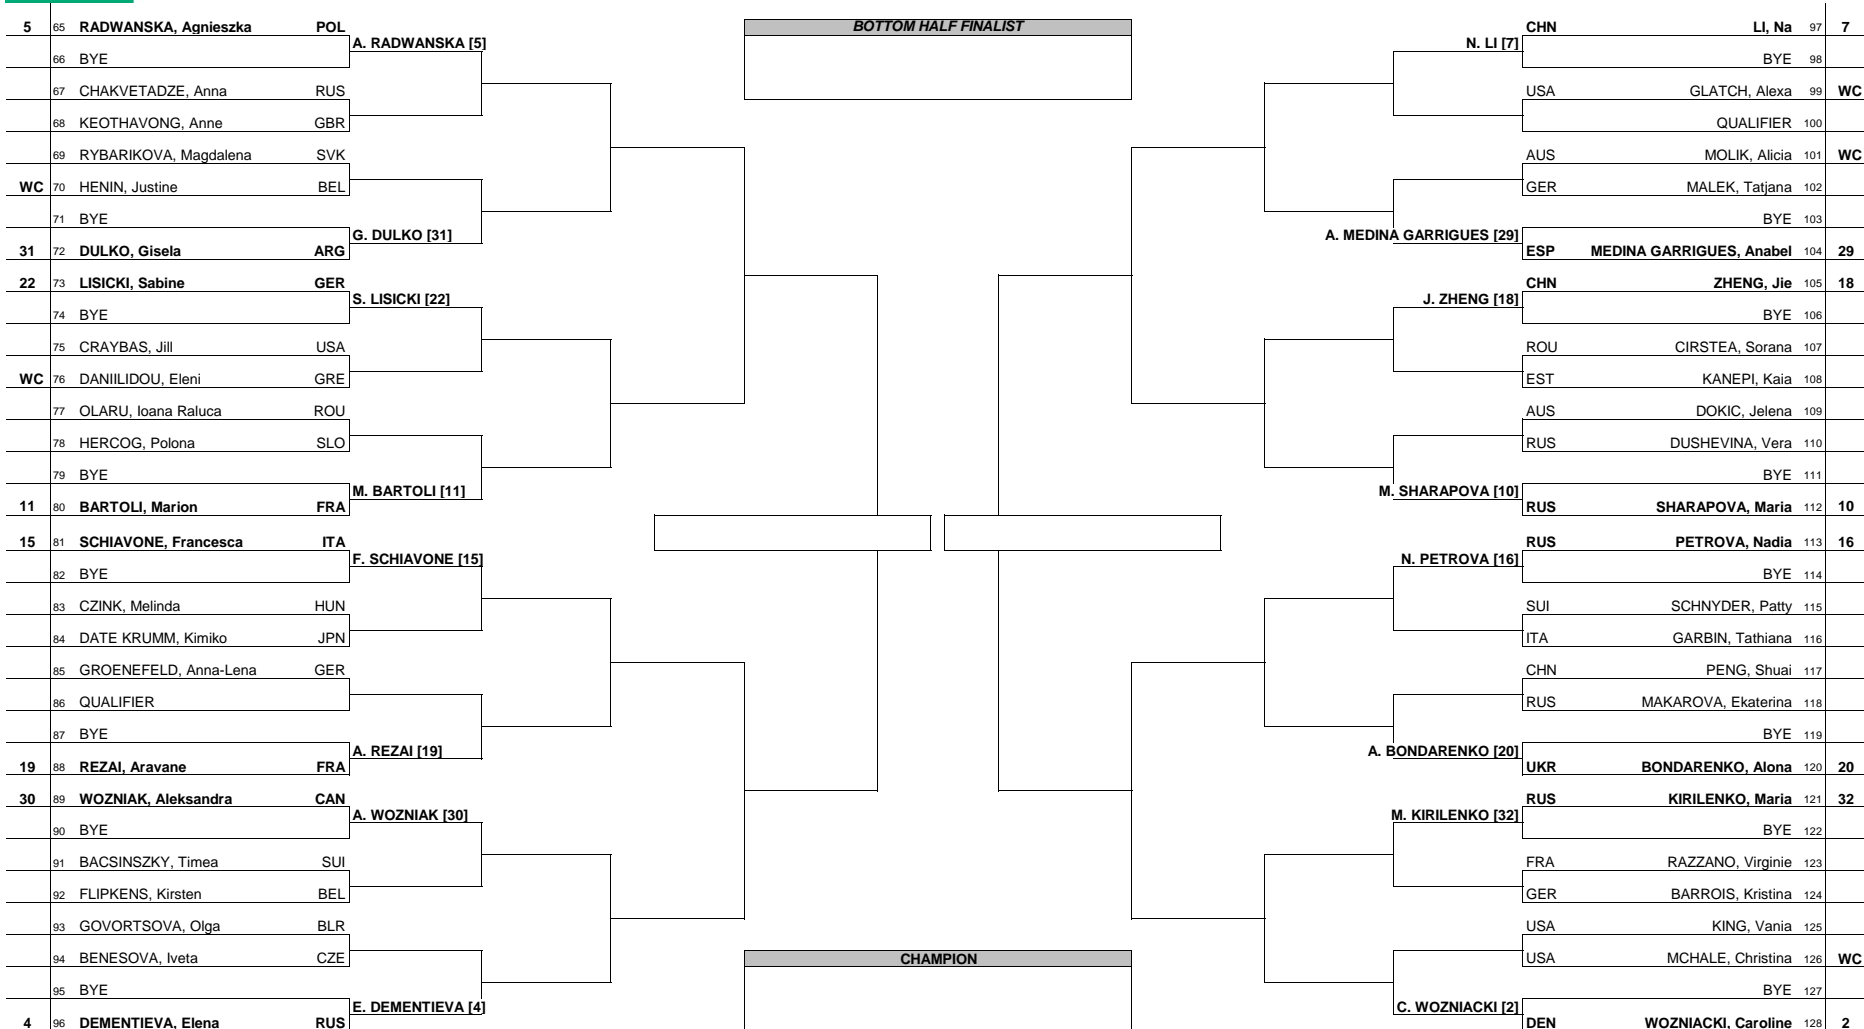 BOTTOM HALF FINALIST
5 65 RADWANSKA, Agnieszka POL
A. RADWANSKA [5]
66 BYE
67 CHAKVETADZE, Anna RUS
68 KEOTHAVONG, Anne GBR
69 RYBARIKOVA, Magdalena SVK
WC 70 HENIN, Justine BEL
71 BYE
G. DULKO [31]
31 72 DULKO, Gisela ARG
22 73 LISICKI, Sabine GER
S. LISICKI [22]
74 BYE
75 CRAYBAS, Jill USA
WC 76 DANIILIDOU, Eleni GRE
77 OLARU, Ioana Raluca ROU
78 HERCOG, Polona SLO
79 BYE
M. BARTOLI [11]
11 80 BARTOLI, Marion FRA
15 81 SCHIAVONE, Francesca ITA
F. SCHIAVONE [15]
82 BYE
83 CZINK, Melinda HUN
84 DATE KRUMM, Kimiko JPN
85 GROENEFELD, Anna-Lena GER
86 QUALIFIER
87 BYE
A. REZAI [19]
19 88 REZAI, Aravane FRA
30 89 WOZNIAK, Aleksandra CAN
A. WOZNIAK [30]
90 BYE
91 BACSINSZKY, Timea SUI
92 FLIPKENS, Kirsten BEL
93 GOVORTSOVA, Olga BLR
94 BENESOVA, Iveta CZE
95 BYE
E. DEMENTIEVA [4]
4 96 DEMENTIEVA, Elena RUS
CHN LI, Na 97 7
N. LI [7]
BYE 98
USA GLATCH, Alexa 99 WC
QUALIFIER 100
AUS MOLIK, Alicia 101 WC
GER MALEK, Tatjana 102
BYE 103
A. MEDINA GARRIGUES [29]
ESP MEDINA GARRIGUES, Anabel 104 29
CHN ZHENG, Jie 105 18
J. ZHENG [18]
BYE 106
ROU CIRSTEA, Sorana 107
EST KANEPI, Kaia 108
AUS DOKIC, Jelena 109
RUS DUSHEVINA, Vera 110
BYE 111
M. SHARAPOVA [10]
RUS SHARAPOVA, Maria 112 10
RUS PETROVA, Nadia 113 16
N. PETROVA [16]
BYE 114
SUI SCHNYDER, Patty 115
ITA GARBIN, Tathiana 116
CHN PENG, Shuai 117
RUS MAKAROVA, Ekaterina 118
BYE 119
A. BONDARENKO [20]
UKR BONDARENKO, Alona 120 20
RUS KIRILENKO, Maria 121 32
M. KIRILENKO [32]
BYE 122
FRA RAZZANO, Virginie 123
GER BARROIS, Kristina 124
USA KING, Vania 125
USA MCHALE, Christina 126 WC
BYE 127
C. WOZNIACKI [2]
DEN WOZNIACKI, Caroline 128 2
CHAMPION